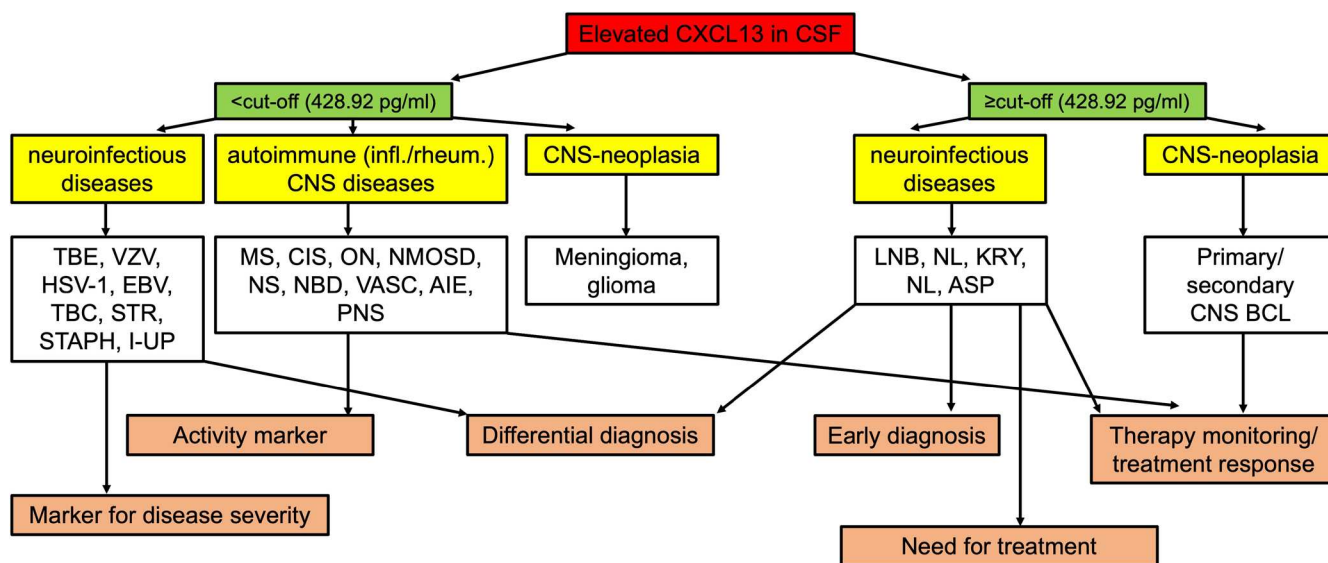 Elevated CXCL13 in CSF
<cut-off (428.92 pg/ml)
≥cut-off (428.92 pg/ml)
neuroinfectious
diseases
autoimmune (infl./rheum.)
CNS diseases
CNS-neoplasia
neuroinfectious
diseases
CNS-neoplasia
TBE, VZV,
HSV-1, EBV,
TBC, STR,
STAPH, I-UP
MS, CIS, ON, NMOSD,
NS, NBD, VASC, AIE,
PNS
Meningioma,
glioma
LNB, NL, KRY,
NL, ASP
Primary/
secondary
CNS BCL
Activity marker
Differential diagnosis
Early diagnosis
Therapy monitoring/
treatment response
Marker for disease severity
Need for treatment